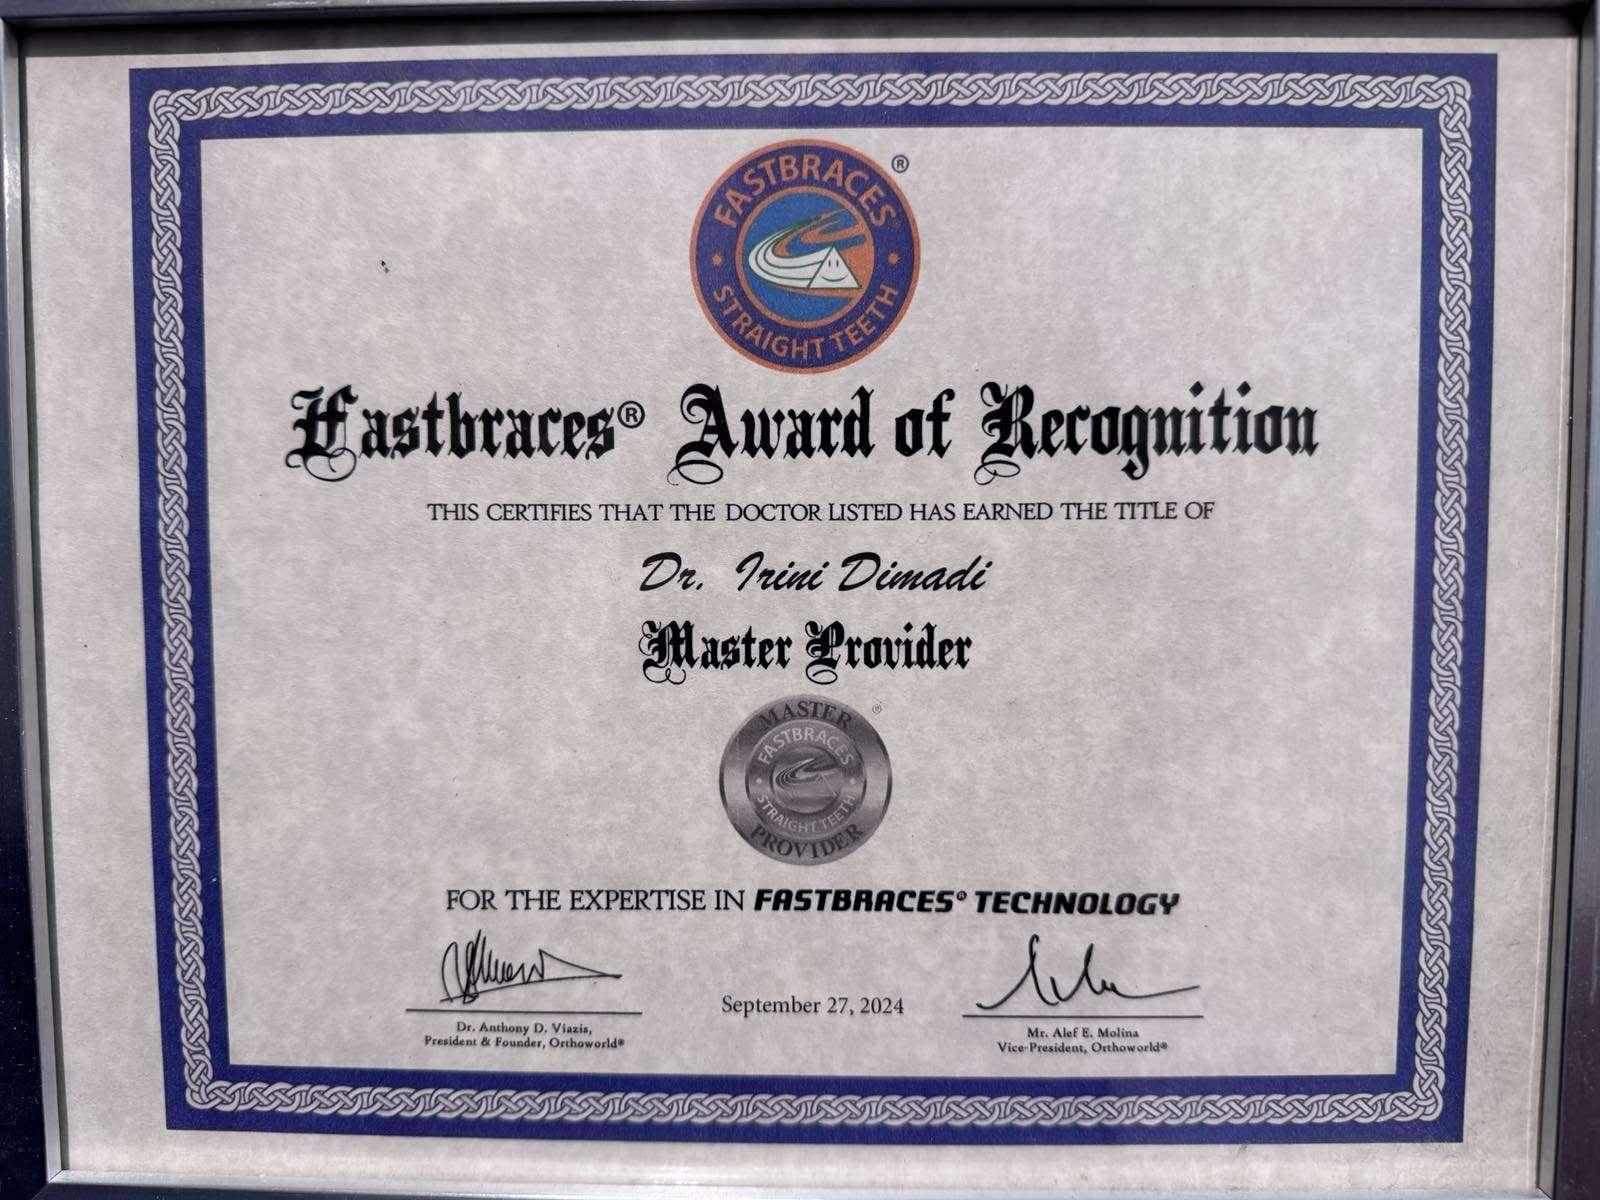 FASTBRACES® ®
STRAIGHT TEETH
Fastbraces® Award of Recognition
THIS CERTIFIES THAT THE DOCTOR LISTED HAS EARNED THE TITLE OF
Dr. Irini Dimadi
Master Provider
MASTER ®
FASTBRACES
STRAIGHT TEETH
PROVIDER
FOR THE EXPERTISE IN FASTBRACES® TECHNOLOGY
September 27, 2024
Dr. Anthony D. Viazis,
President & Founder, Orthoworld®
Mr. Alef E. Molina
Vice-President, Orthoworld®